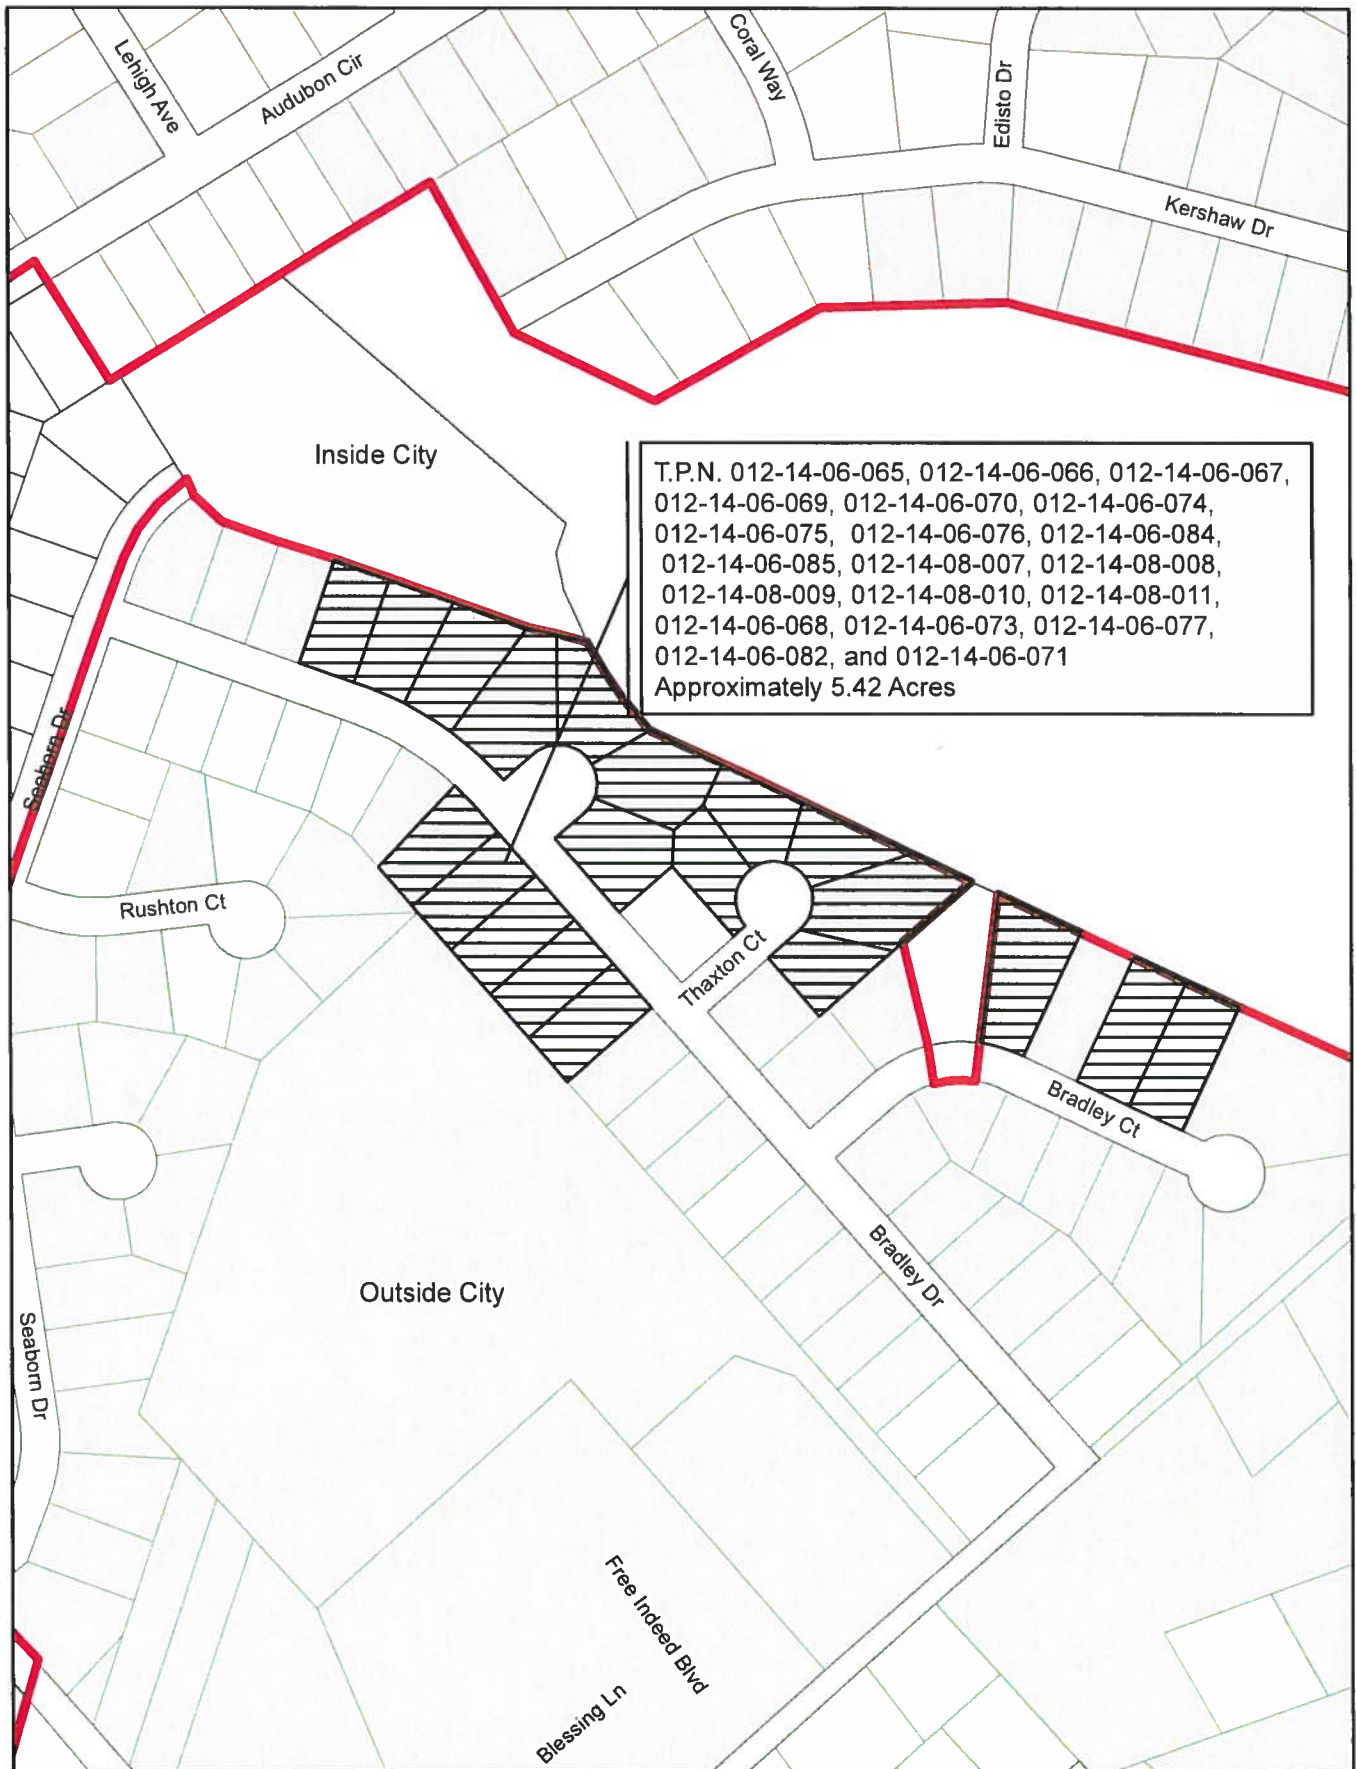 Lehigh Ave
Audubon Cir
Coral Way
Edisto Dr
Kershaw Dr
Inside City
T.P.N. 012-14-06-065, 012-14-06-066, 012-14-06-067,
012-14-06-069, 012-14-06-070, 012-14-06-074,
012-14-06-075, 012-14-06-076, 012-14-06-084,
012-14-06-085, 012-14-08-007, 012-14-08-008,
012-14-08-009, 012-14-08-010, 012-14-08-011,
012-14-06-068, 012-14-06-073, 012-14-06-077,
012-14-06-082, and 012-14-06-071
Approximately 5.42 Acres
Seaborn Dr
Rushton Ct
Thaxton Ct
Bradley Ct
Bradley Dr
Outside City
Seaborn Dr
Free Indeed Blvd
Blessing Ln